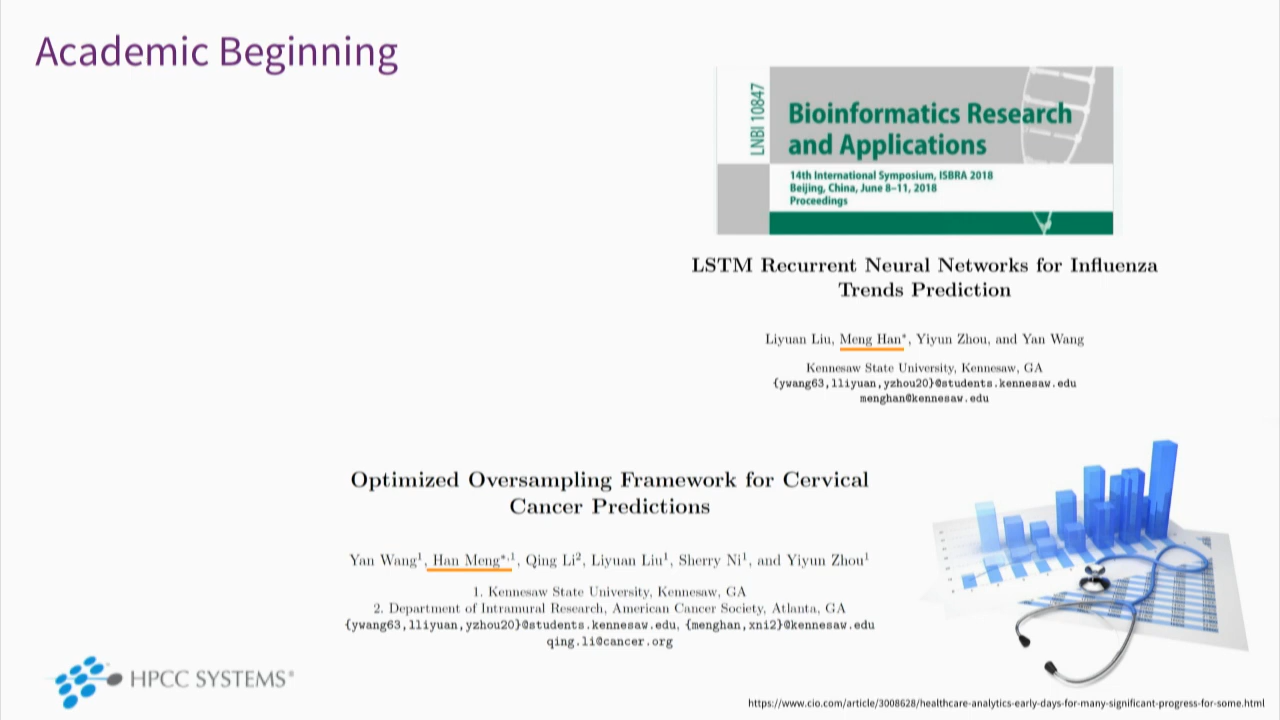 Academic Beginning
LNBI 10847
Bioinformatics Research
and Applications
14th International Symposium, ISBRA 2018
Beijing, China, June 8–11, 2018
Proceedings
LSTM Recurrent Neural Networks for Influenza
Trends Prediction
Liyuan Liu, Meng Han*, Yiyun Zhou, and Yan Wang
Kennesaw State University, Kennesaw, GA
{ywang63,lliyuan,yzhou20}@students.kennesaw.edu
menghan@kennesaw.edu
Optimized Oversampling Framework for Cervical
Cancer Predictions
Yan Wang¹, Han Meng*,¹, Qing Li², Liyuan Liu¹, Sherry Ni¹, and Yiyun Zhou¹
1. Kennesaw State University, Kennesaw, GA
2. Department of Intramural Research, American Cancer Society, Atlanta, GA
{ywang63,lliyuan,yzhou20}@students.kennesaw.edu, {menghan,xni2}@kennesaw.edu
qing.li@cancer.org
HPCC SYSTEMS®
https://www.cio.com/article/3008628/healthcare-analytics-early-days-for-many-significant-progress-for-some.html